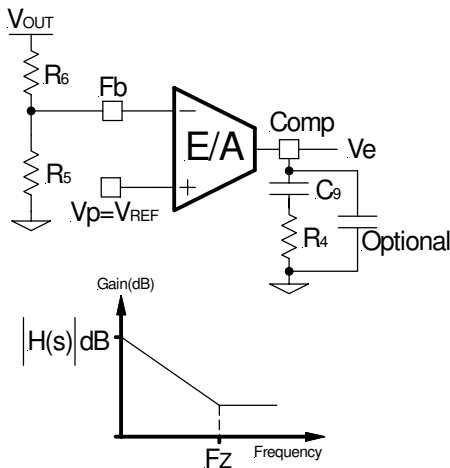 VOUT
R6
Fb
E/A
−
+
Comp
Ve
R5
Vp=VREF
C9
R4
Optional
Gain(dB)
|H(s)| dB
FZ
Frequency